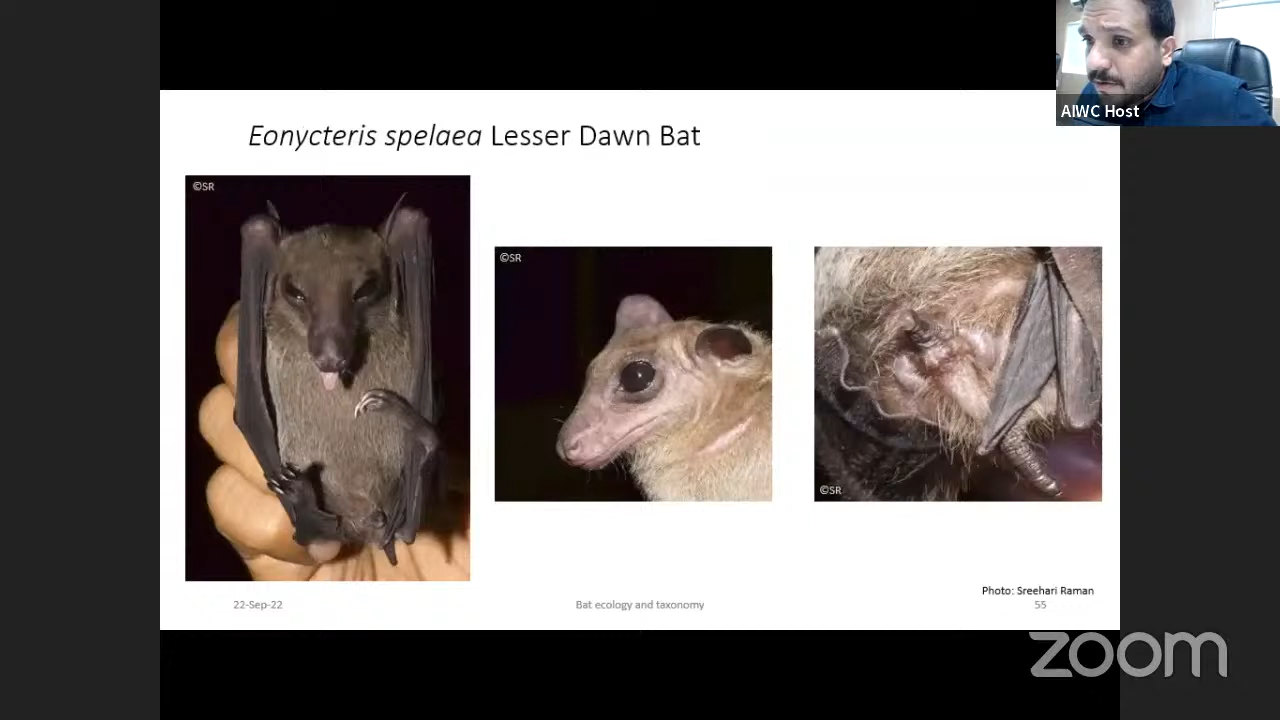 AIWC Host
Eonycteris spelaea Lesser Dawn Bat
©SR
©SR
©SR
Photo: Sreehari Raman
22-Sep-22
Bat ecology and taxonomy
55
zoom